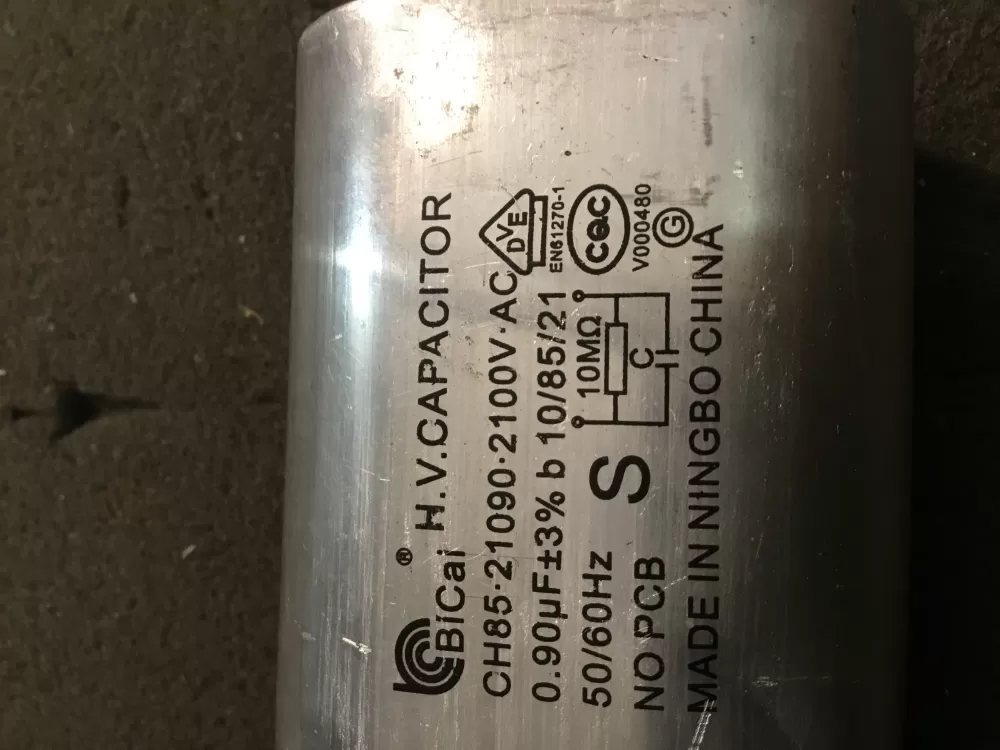 BiCai ® H.V.CAPACITOR
CH85·21090·2100V·AC
DVE
0.90μF±3% b 10/85/21
EN61270-1
50/60Hz
S
10MΩ
C
CQC
NO PCB
V000480
G
MADE IN NINGBO CHINA